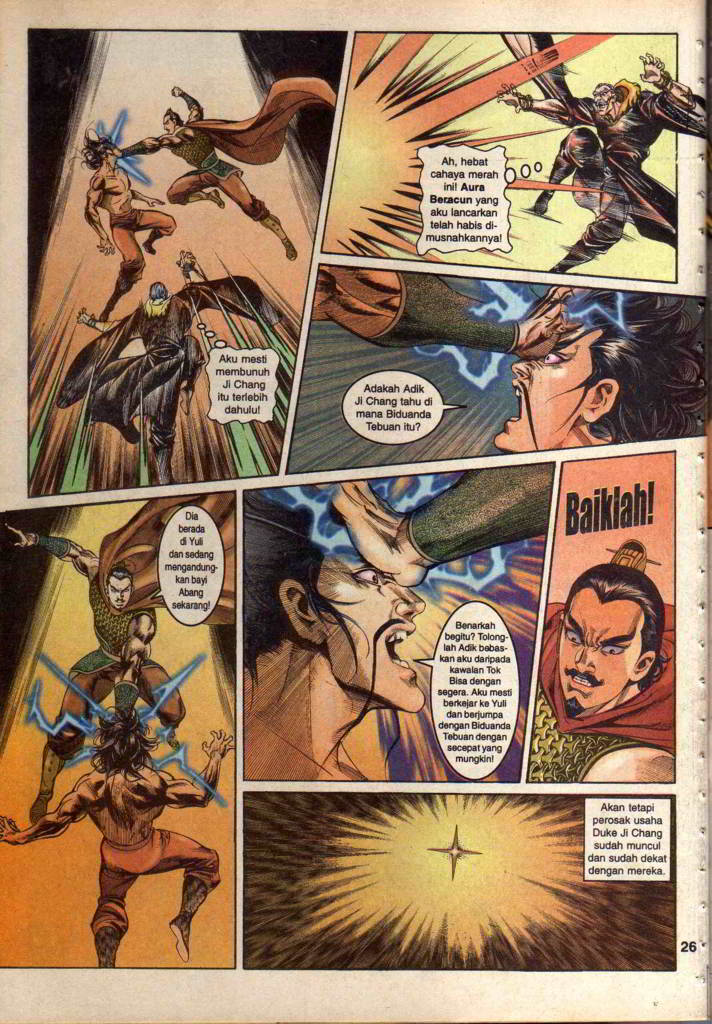 Ah, hebat
cahaya merah
ini! Aura
Beracun yang
aku lancarkan
telah habis di-
musnahkannya!
Aku mesti
membunuh
Ji Chang
itu terlebih
dahulu!
Adakah Adik
Ji Chang tahu di
mana Biduanda
Tebuan itu?
Dia
berada
di Yuli
dan sedang
mengandung-
kan bayi
Abang
sekarang!
Benarkah
begitu? Tolong-
lah Adik bebas-
kan aku daripada
kawalan Tok
Bisa dengan
segera. Aku mesti
berkejar ke Yuli
dan berjumpa
dengan Biduanda
Tebuan dengan
secepat yang
mungkin!
Baiklah!
Akan tetapi
perosak usaha
Duke Ji Chang
sudah muncul
dan sudah dekat
dengan mereka.
26